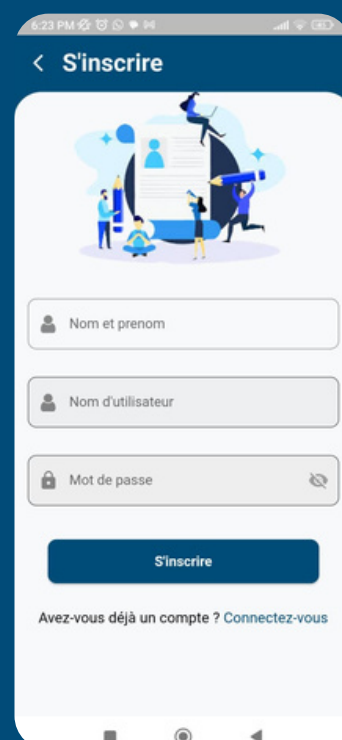 6:23 PM
S'inscrire
Nom et prenom
Nom d'utilisateur
Mot de passe
S'inscrire
Avez-vous déjà un compte ? Connectez-vous